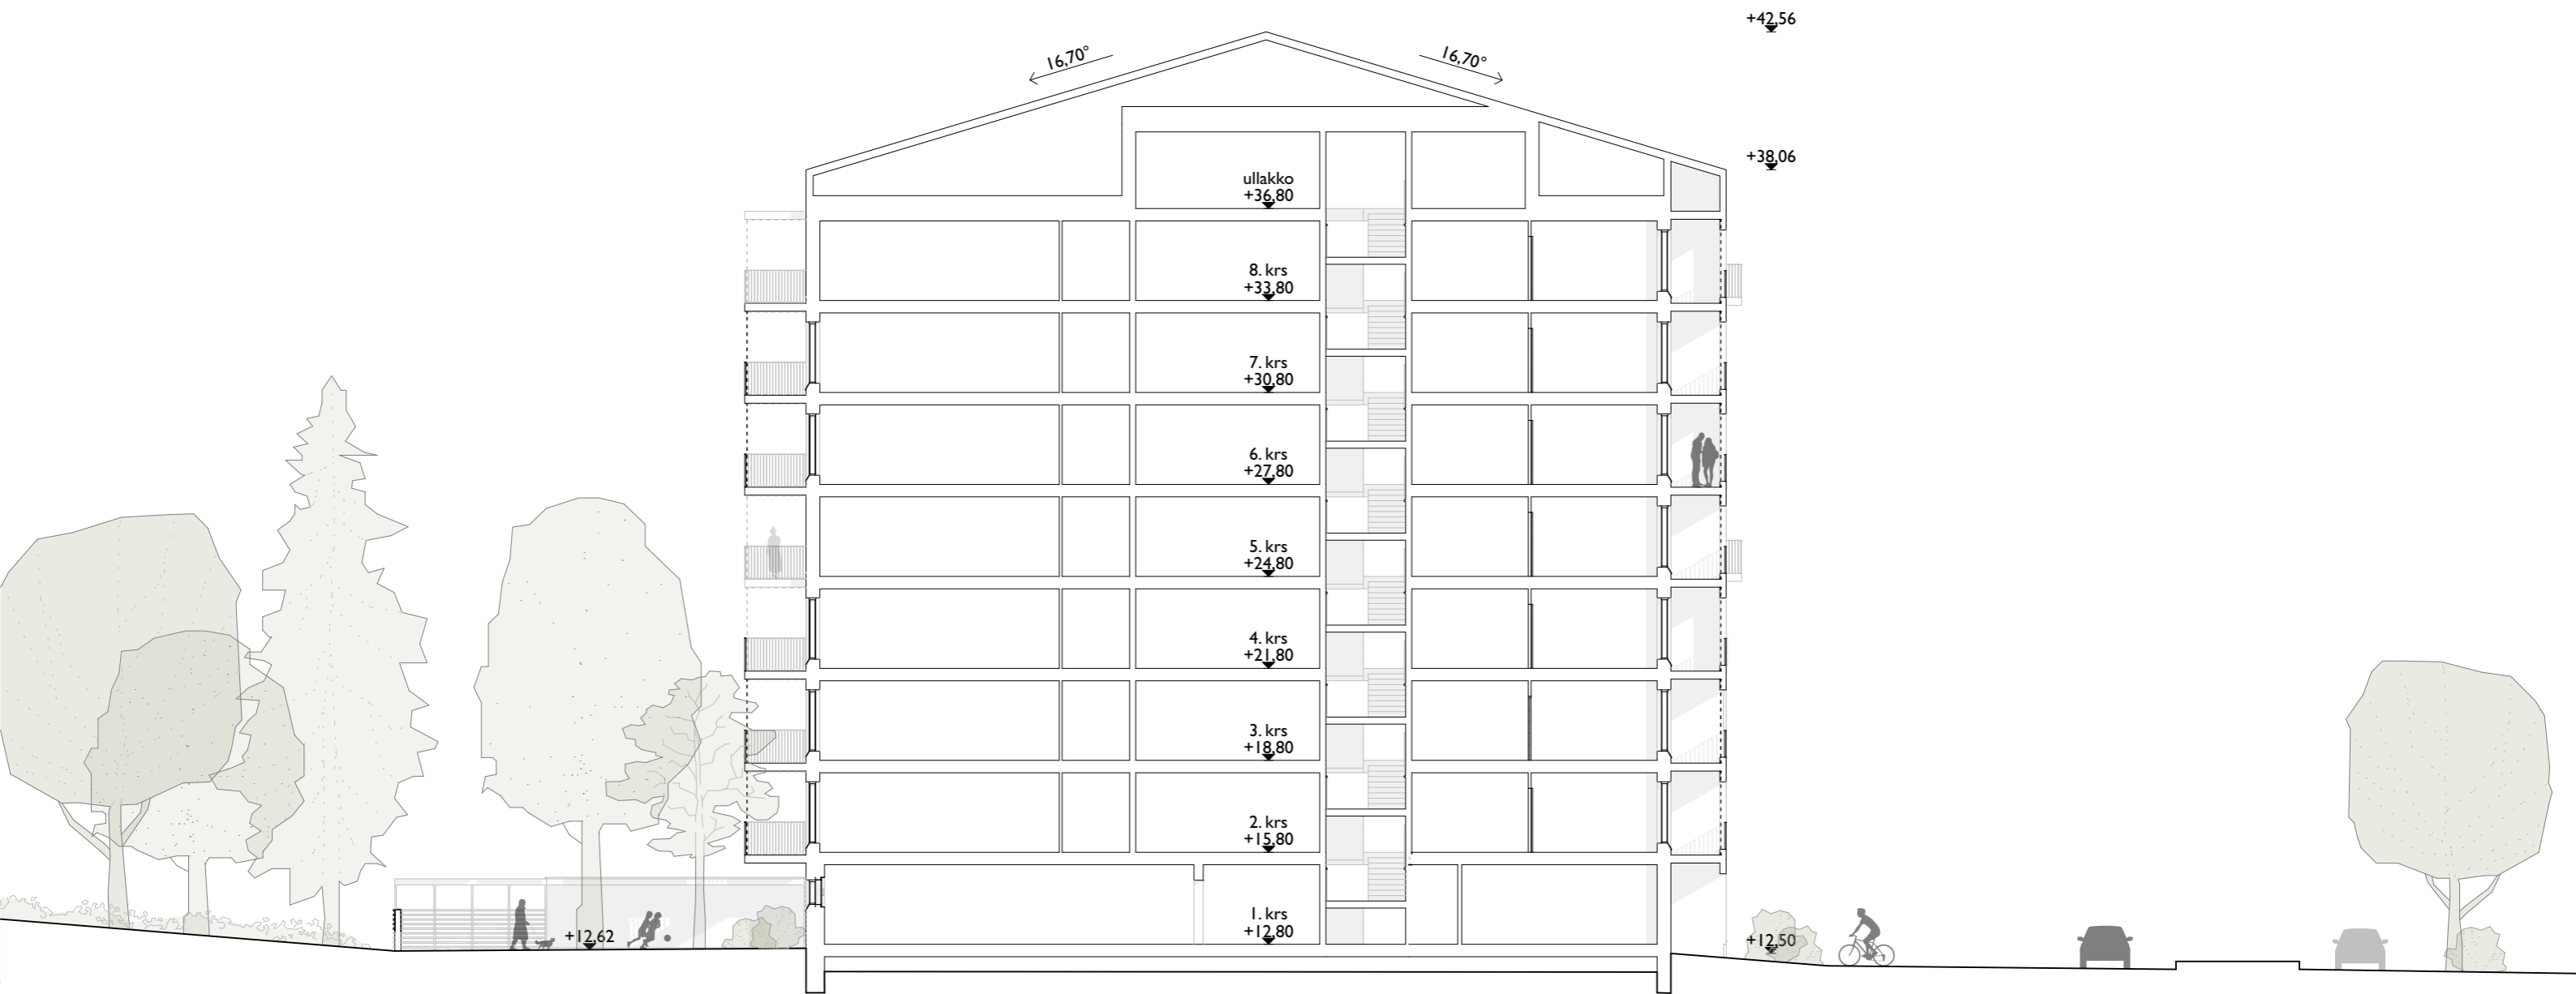 +42,56
16,70°
16,70°
+38,06
ullakko
+36,80
8. krs
+33,80
7. krs
+30,80
6. krs
+27,80
5. krs
+24,80
4. krs
+21,80
3. krs
+18,80
2. krs
+15,80
1. krs
+12,80
+12,62
+12,50